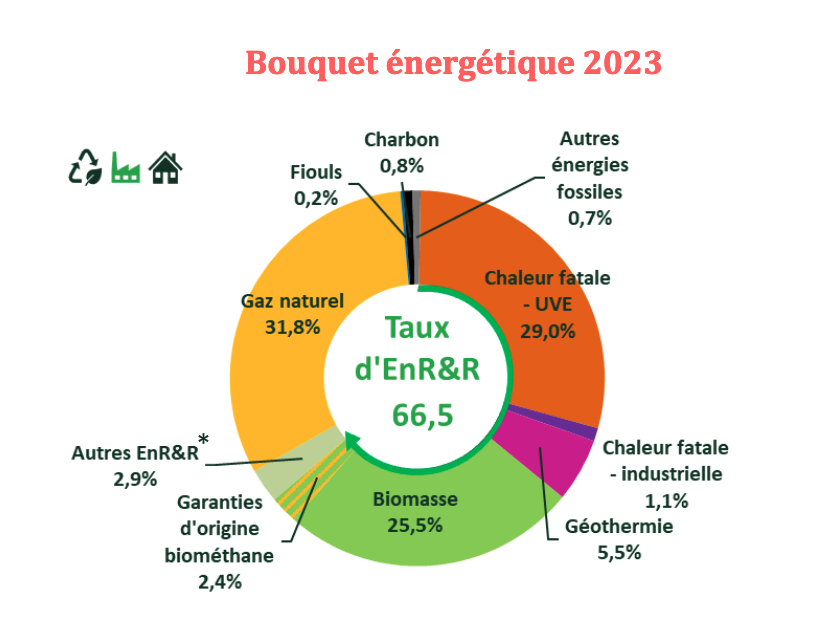 Bouquet énergétique 2023
Charbon
0,8%
Autres
énergies
fossiles
0,7%
Fiouls
0,2%
Chaleur fatale
- UVE
29,0%
Gaz naturel
31,8%
Taux
d'EnR&R
66,5
Autres EnR&R*
2,9%
Chaleur fatale
- industrielle
1,1%
Garanties
d'origine
biométhane
2,4%
Biomasse
25,5%
Géothermie
5,5%